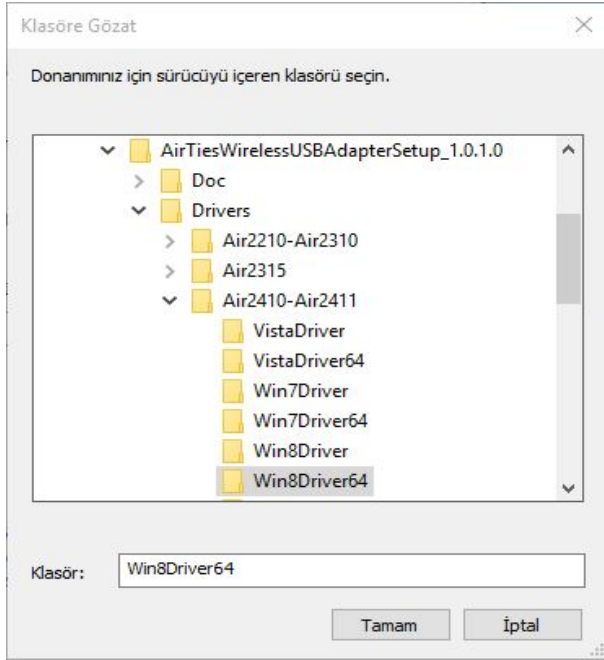 Klasöre Gözat
Donanımınız için sürücüyü içeren klasörü seçin.
AirTiesWirelessUSBAdapterSetup_1.0.1.0
Doc
Drivers
Air2210-Air2310
Air2315
Air2410-Air2411
VistaDriver
VistaDriver64
Win7Driver
Win7Driver64
Win8Driver
Win8Driver64
Klasör: Win8Driver64
Tamam İptal